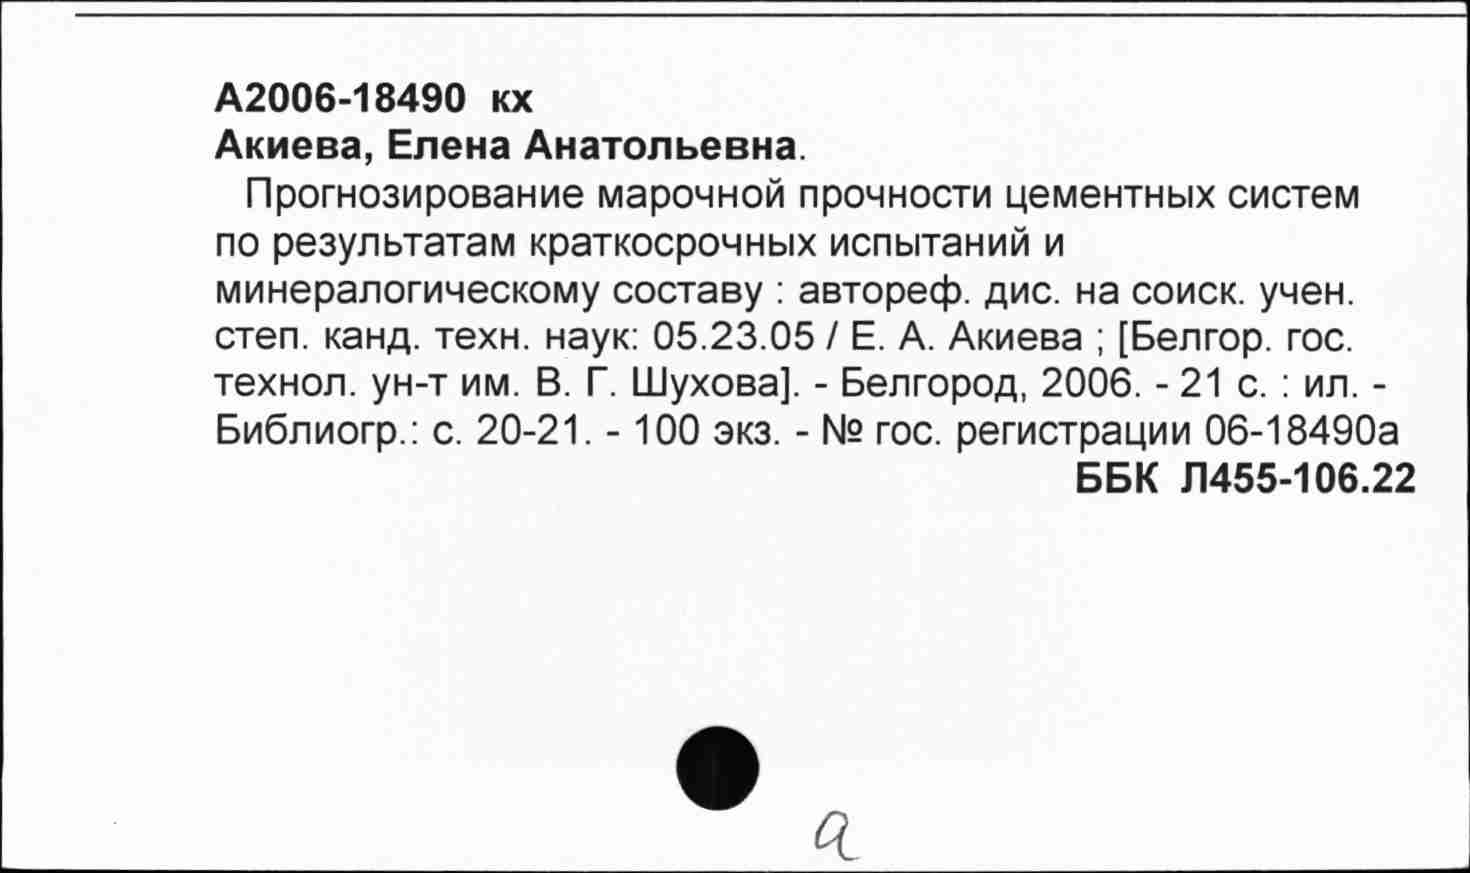 А2006-18490 кх
Акиева, Елена Анатольевна.
Прогнозирование марочной прочности цементных систем
по результатам краткосрочных испытаний и
минералогическому составу : автореф. дис. на соиск. учен.
степ. канд. техн. наук: 05.23.05 / Е. А. Акиева ; [Белгор. гос.
технол. ун-т им. В. Г. Шухова]. - Белгород, 2006. - 21 с. : ил. -
Библиогр.: с. 20-21. - 100 экз. - № гос. регистрации 06-18490а
ББК Л455-106.22
а